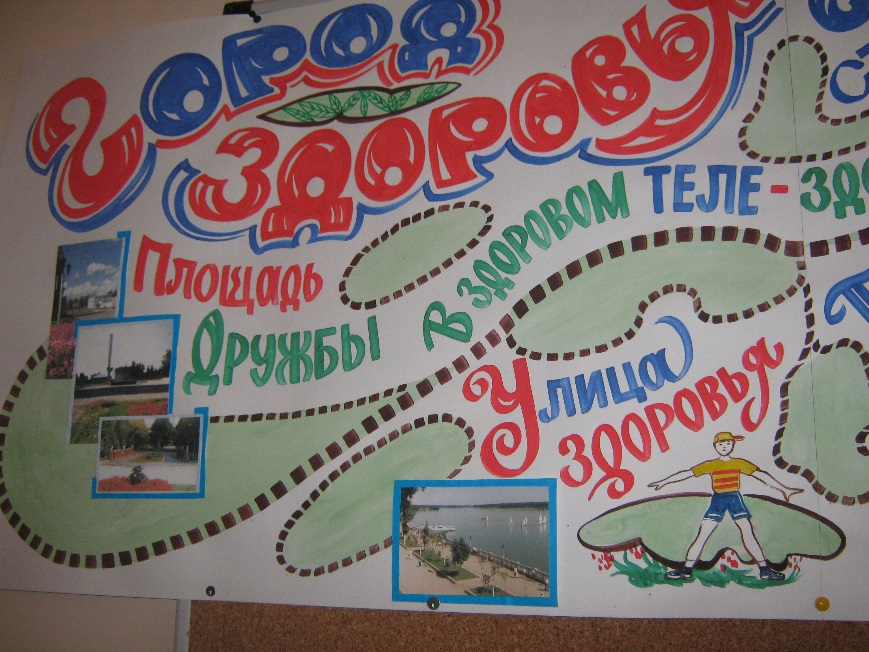 Город
Здоровья
Площадь
Дружбы
В здоровом ТЕЛЕ-
Улица
здоровья